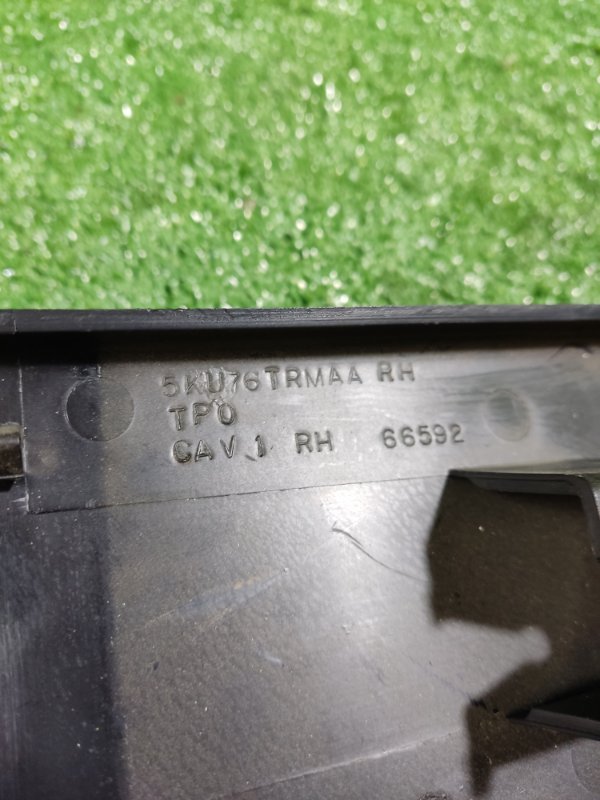 5KU76TRMAA RH
TPO
CAV 1 RH 66592